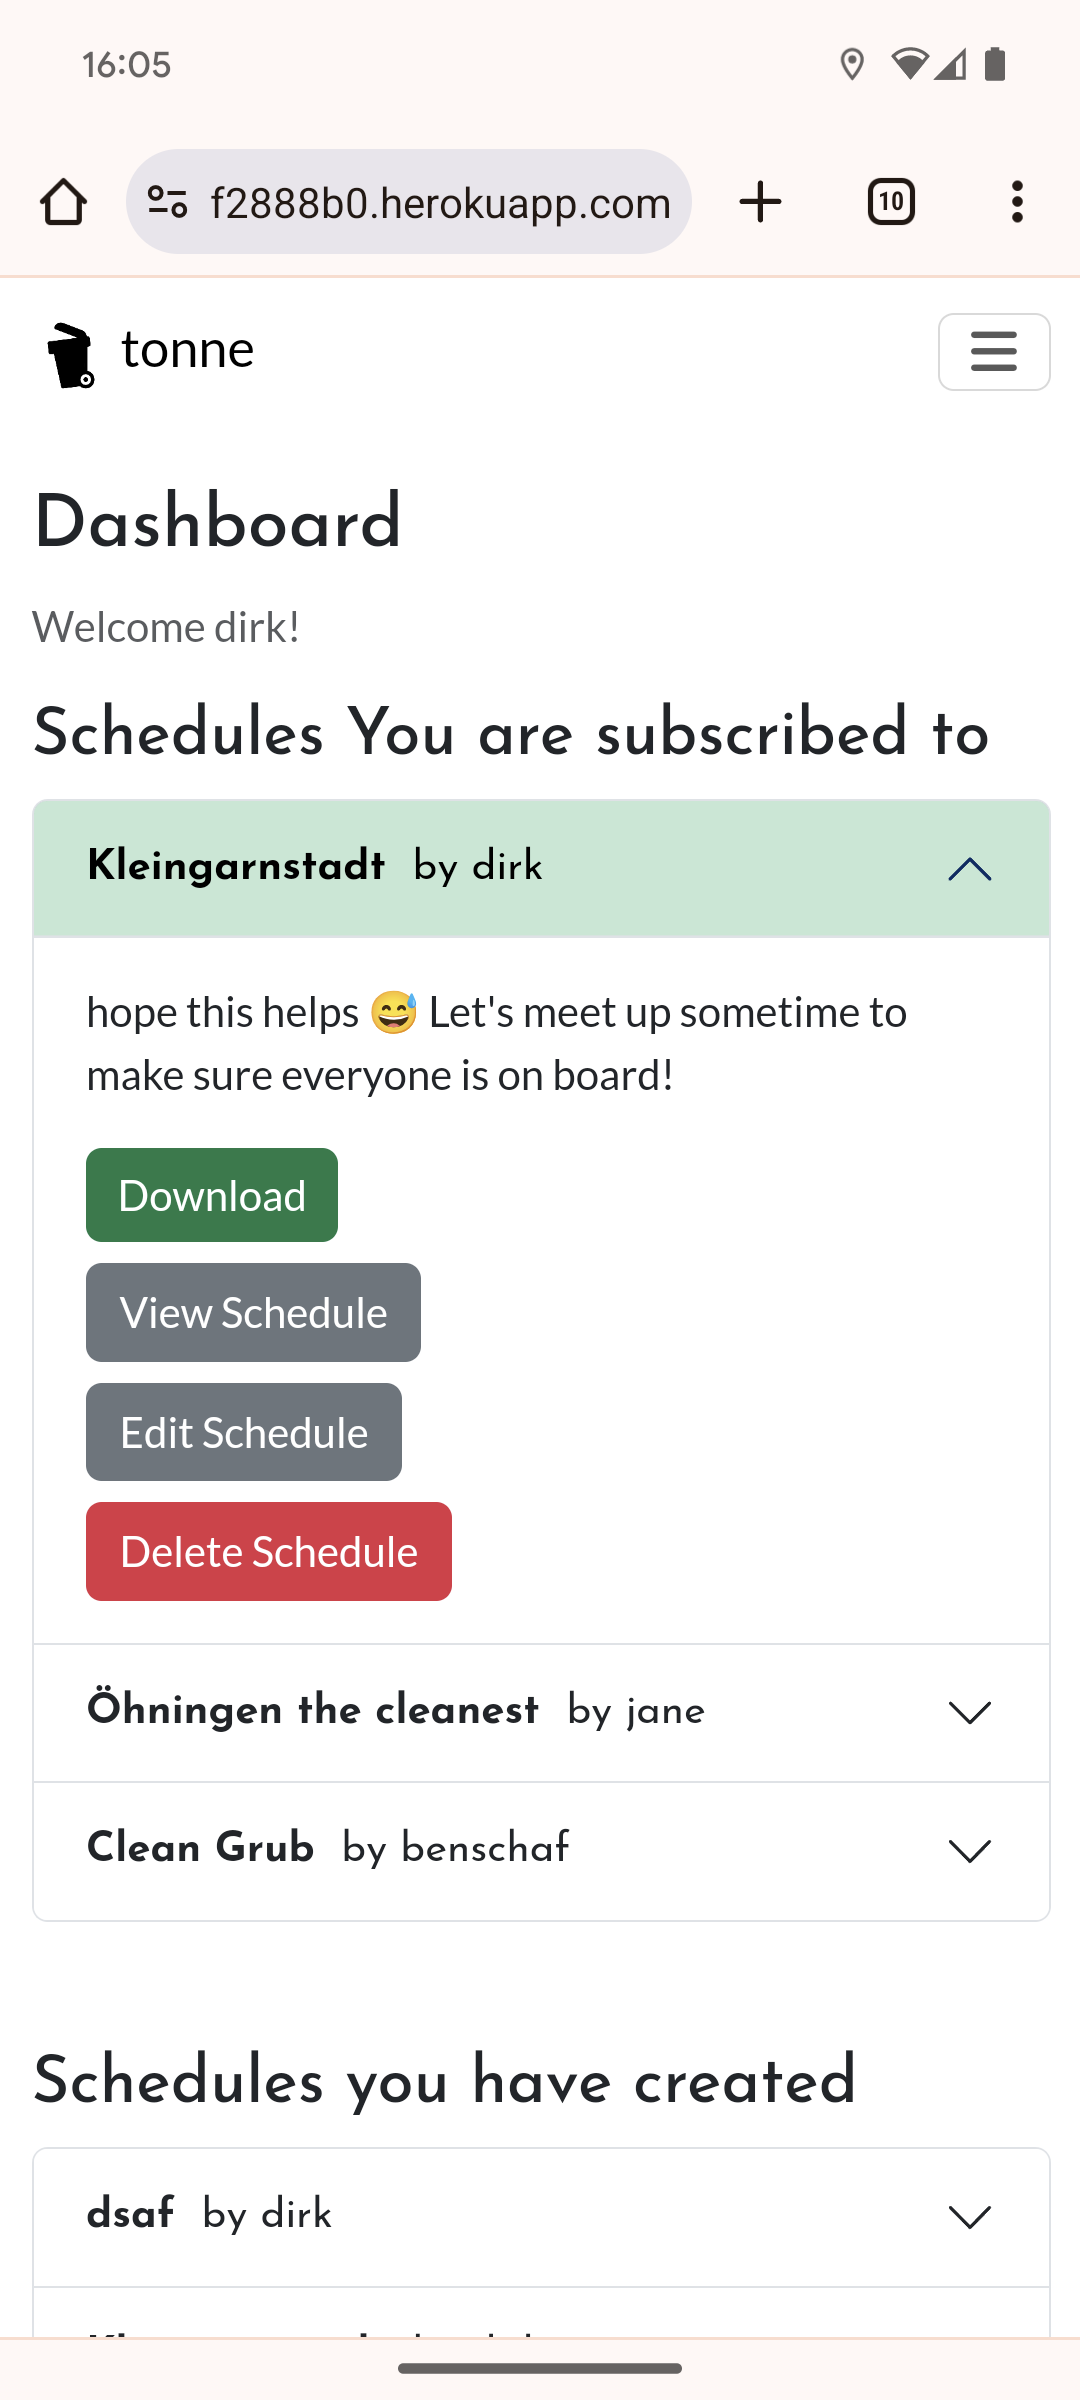 16:05
f2888b0.herokuapp.com
10
tonne
Dashboard
Welcome dirk!
Schedules You are subscribed to
Kleingarnstadt by dirk
hope this helps 😅 Let's meet up sometime to
make sure everyone is on board!
Download
View Schedule
Edit Schedule
Delete Schedule
Öhningen the cleanest by jane
Clean Grub by benschaf
Schedules you have created
dsaf by dirk